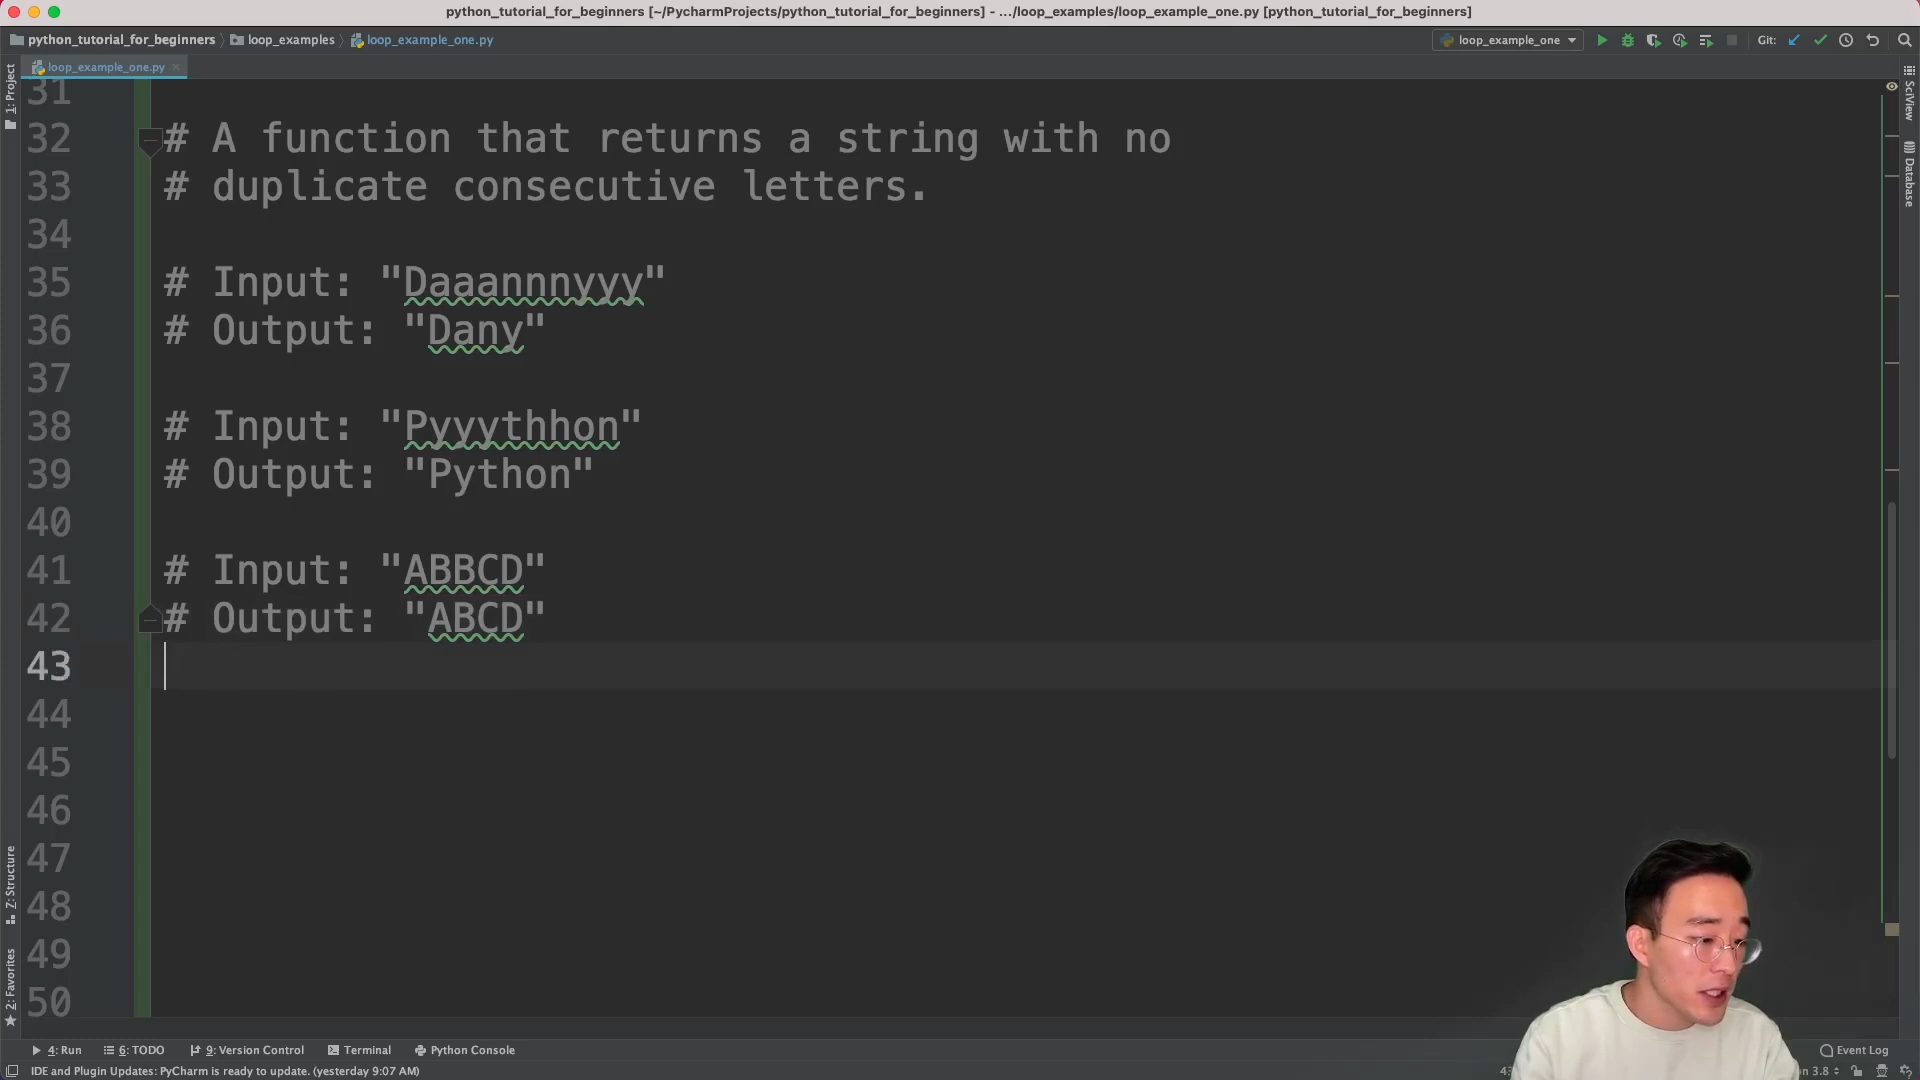 python_tutorial_for_beginners [~/PycharmProjects/python_tutorial_for_beginners] - .../loop_examples/loop_example_one.py [python_tutorial_for_beginners]
python_tutorial_for_beginners loop_examples loop_example_one.py
loop_example_one
Git:
loop_example_one.py
1: Project
SciView
Database
31
32 # A function that returns a string with no
33 # duplicate consecutive letters.
34
35 # Input: "Daaannnyyy"
36 # Output: "Dany"
37
38 # Input: "Pyyythhon"
39 # Output: "Python"
40
41 # Input: "ABBCD"
42 # Output: "ABCD"
43
44
45
46
47
48
49
50
Z: Structure
2: Favorites
4: Run 6: TODO 9: Version Control Terminal Python Console Event Log
IDE and Plugin Updates: PyCharm is ready to update. (yesterday 9:07 AM) 3.8